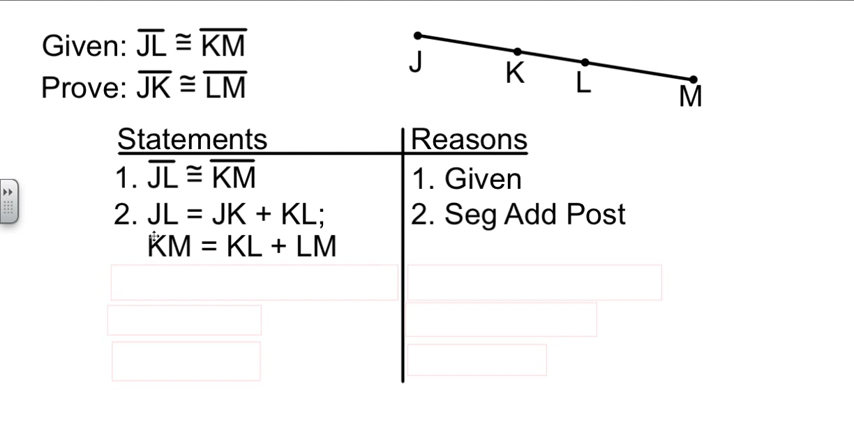 Given: JL ≅ KM
Prove: JK ≅ LM
J
K
L
M
Statements
Reasons
1. JL ≅ KM
1. Given
2. JL = JK + KL;
2. Seg Add Post
KM = KL + LM